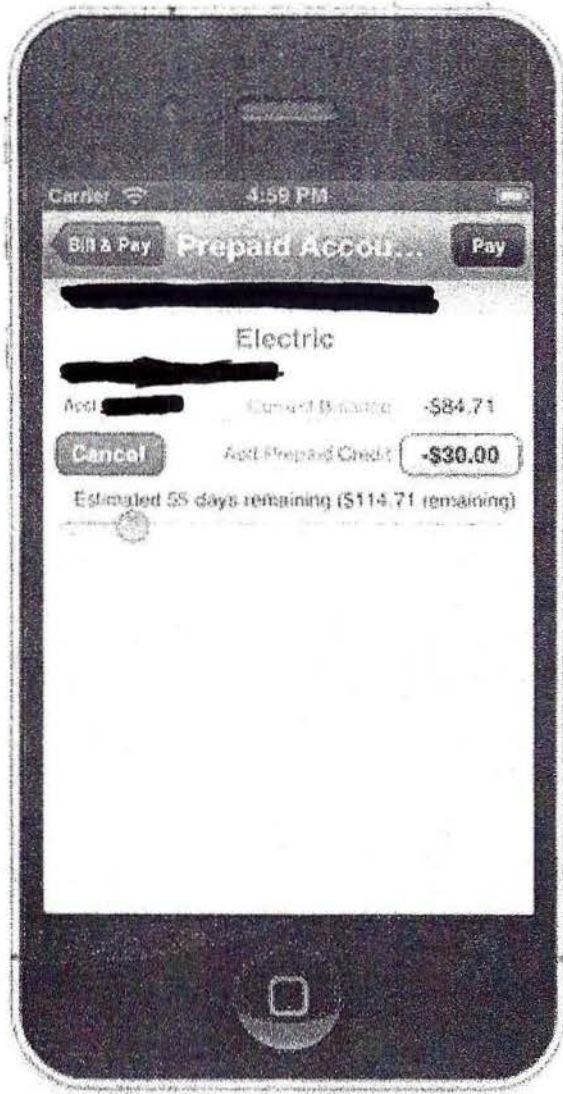 Carrier 4:59 PM
Bill & Pay Prepaid Accou... Pay
Electric
Acct Current Balance: -$84.71
Cancel Add Prepaid Credit: -$30.00
Estimated 55 days remaining ($114.71 remaining)